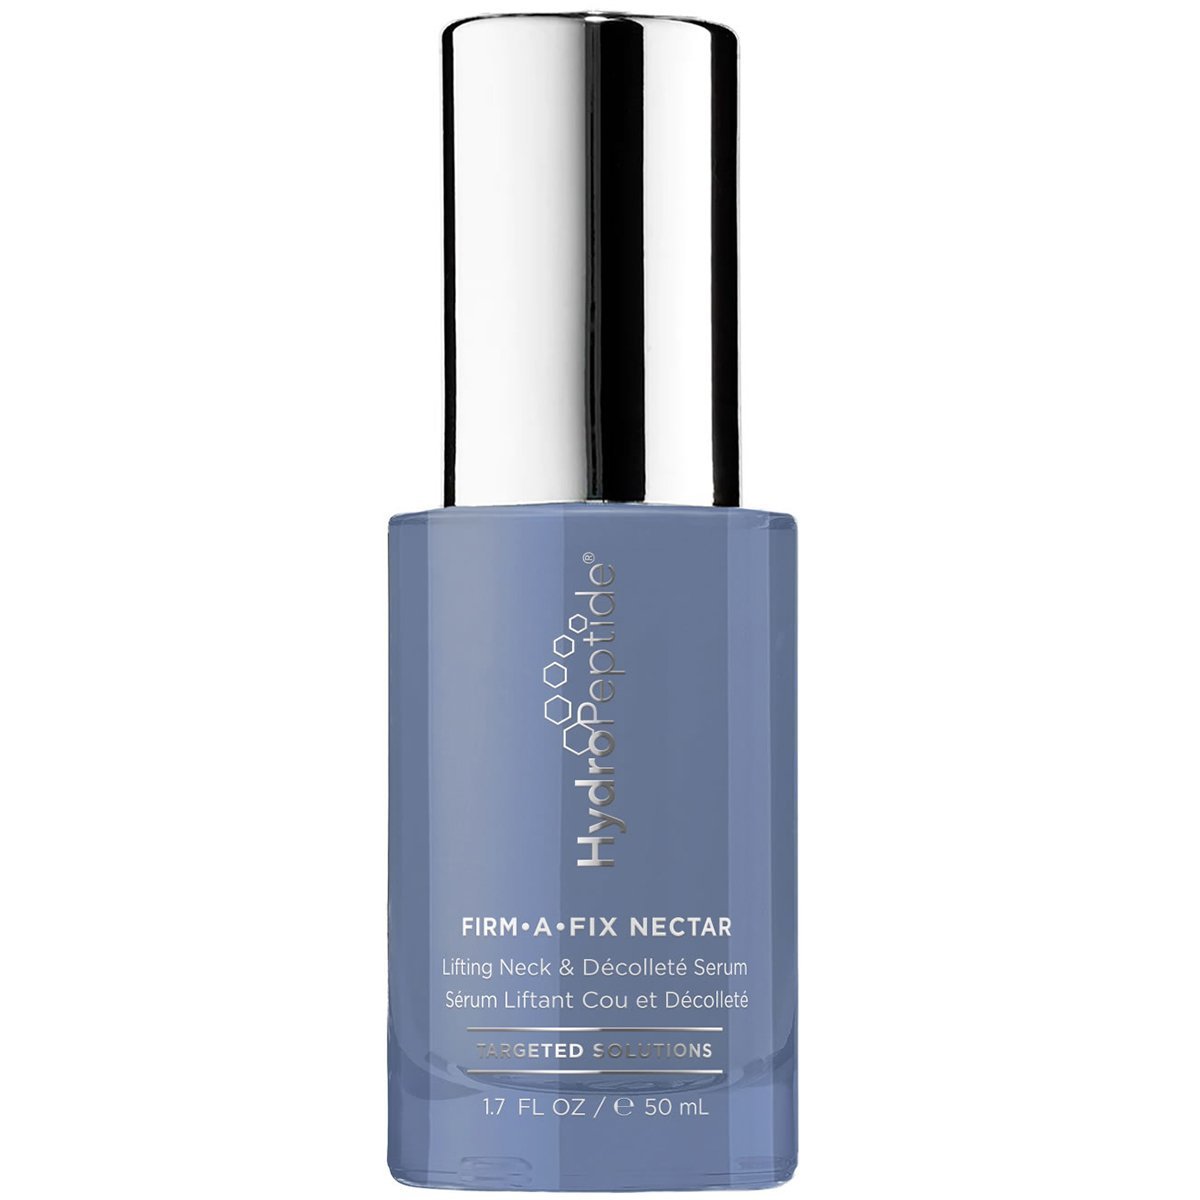 HydroPeptide®
FIRM•A•FIX NECTAR
Lifting Neck & Décolleté Serum
Sérum Liftant Cou et Décolleté
TARGETED SOLUTIONS
1.7 FL OZ / ℮ 50 mL